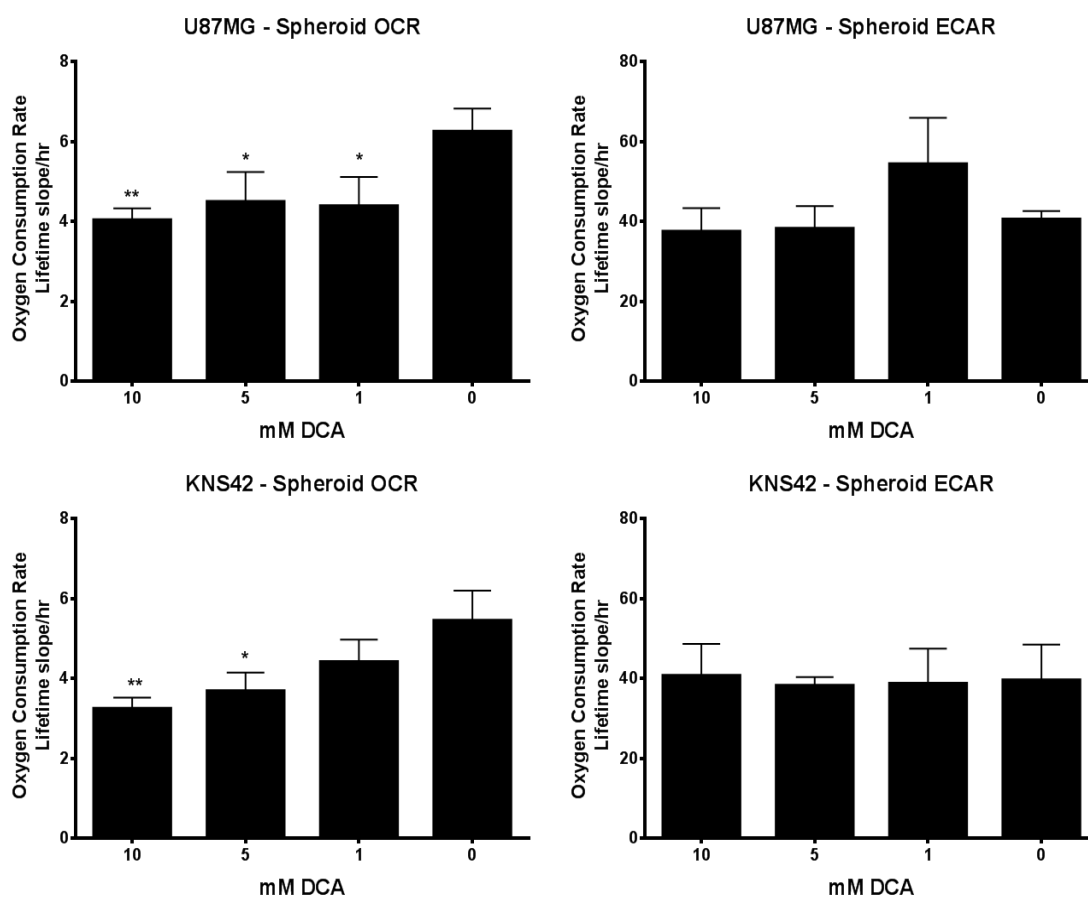 U87MG - Spheroid OCR
Oxygen Consumption Rate
Lifetime slope/hr
8
6
4
2
0
**
*
*
10
5
1
0
mM DCA
U87MG - Spheroid ECAR
Oxygen Consumption Rate
Lifetime slope/hr
80
60
40
20
0
10
5
1
0
mM DCA
KNS42 - Spheroid OCR
Oxygen Consumption Rate
Lifetime slope/hr
8
6
4
2
0
**
*
10
5
1
0
mM DCA
KNS42 - Spheroid ECAR
Oxygen Consumption Rate
Lifetime slope/hr
80
60
40
20
0
10
5
1
0
mM DCA